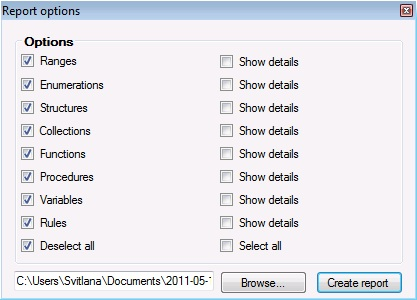 Report options
Options
Ranges Show details
Enumerations Show details
Structures Show details
Collections Show details
Functions Show details
Procedures Show details
Variables Show details
Rules Show details
Deselect all Select all
C:\Users\Svitlana\Documents\2011-05- Browse... Create report